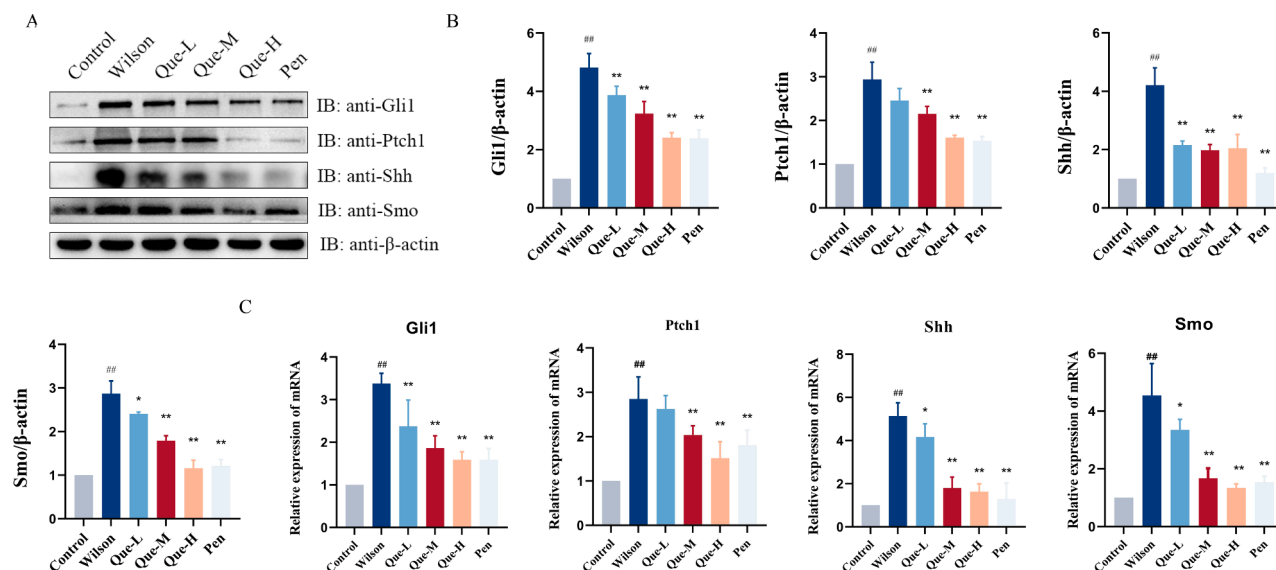 A
Control
Wilson
Que-L
Que-M
Que-H
Pen
IB: anti-Gli1
IB: anti-Ptch1
IB: anti-Shh
IB: anti-Smo
IB: anti-β-actin
B
Gli1/β-actin
6
4
2
0
##
**
**
**
**
Control
Wilson
Que-L
Que-M
Que-H
Pen
Ptch1/β-actin
4
3
2
1
0
##
**
**
**
Control
Wilson
Que-L
Que-M
Que-H
Pen
Shh/β-actin
6
4
2
0
##
**
**
**
**
Control
Wilson
Que-L
Que-M
Que-H
Pen
Smo/β-actin
4
3
2
1
0
##
*
**
**
**
Control
Wilson
Que-L
Que-M
Que-H
Pen
C
Gli1
Relative expression of mRNA
4
3
2
1
0
##
**
**
**
**
Control
Wilson
Que-L
Que-M
Que-H
Pen
Ptch1
Relative expression of mRNA
4
3
2
1
0
##
**
**
**
Control
Wilson
Que-L
Que-M
Que-H
Pen
Shh
Relative expression of mRNA
8
6
4
2
0
##
*
**
**
**
Control
Wilson
Que-L
Que-M
Que-H
Pen
Smo
Relative expression of mRNA
6
4
2
0
##
*
**
**
**
Control
Wilson
Que-L
Que-M
Que-H
Pen